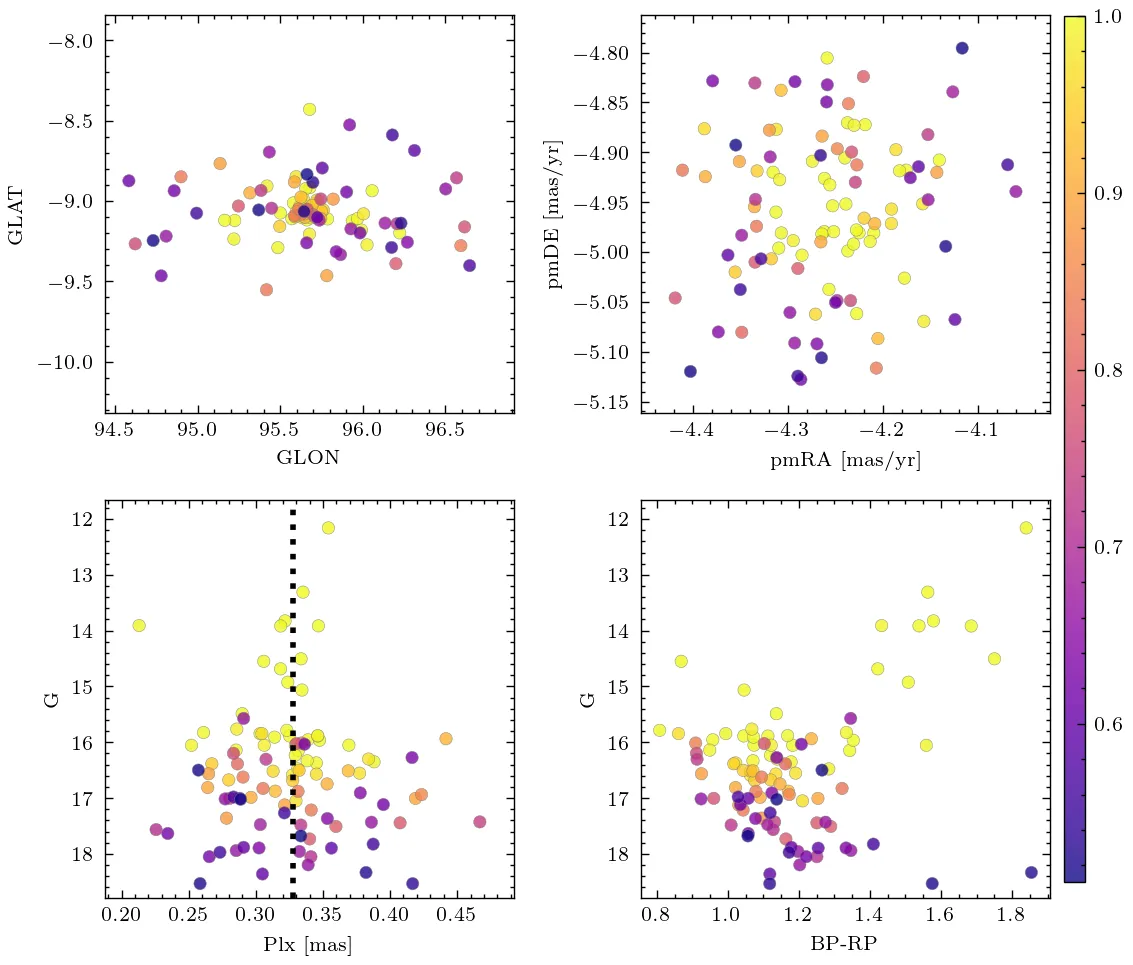 −8.0
−8.5
−9.0
−9.5
−10.0
GLAT
94.5 95.0 95.5 96.0 96.5
GLON
−4.80
−4.85
−4.90
−4.95
−5.00
−5.05
−5.10
−5.15
pmDE [mas/yr]
−4.4 −4.3 −4.2 −4.1
pmRA [mas/yr]
1.0
0.9
0.8
0.7
0.6
12
13
14
15
16
17
18
G
0.20 0.25 0.30 0.35 0.40 0.45
Plx [mas]
12
13
14
15
16
17
18
G
0.8 1.0 1.2 1.4 1.6 1.8
BP-RP